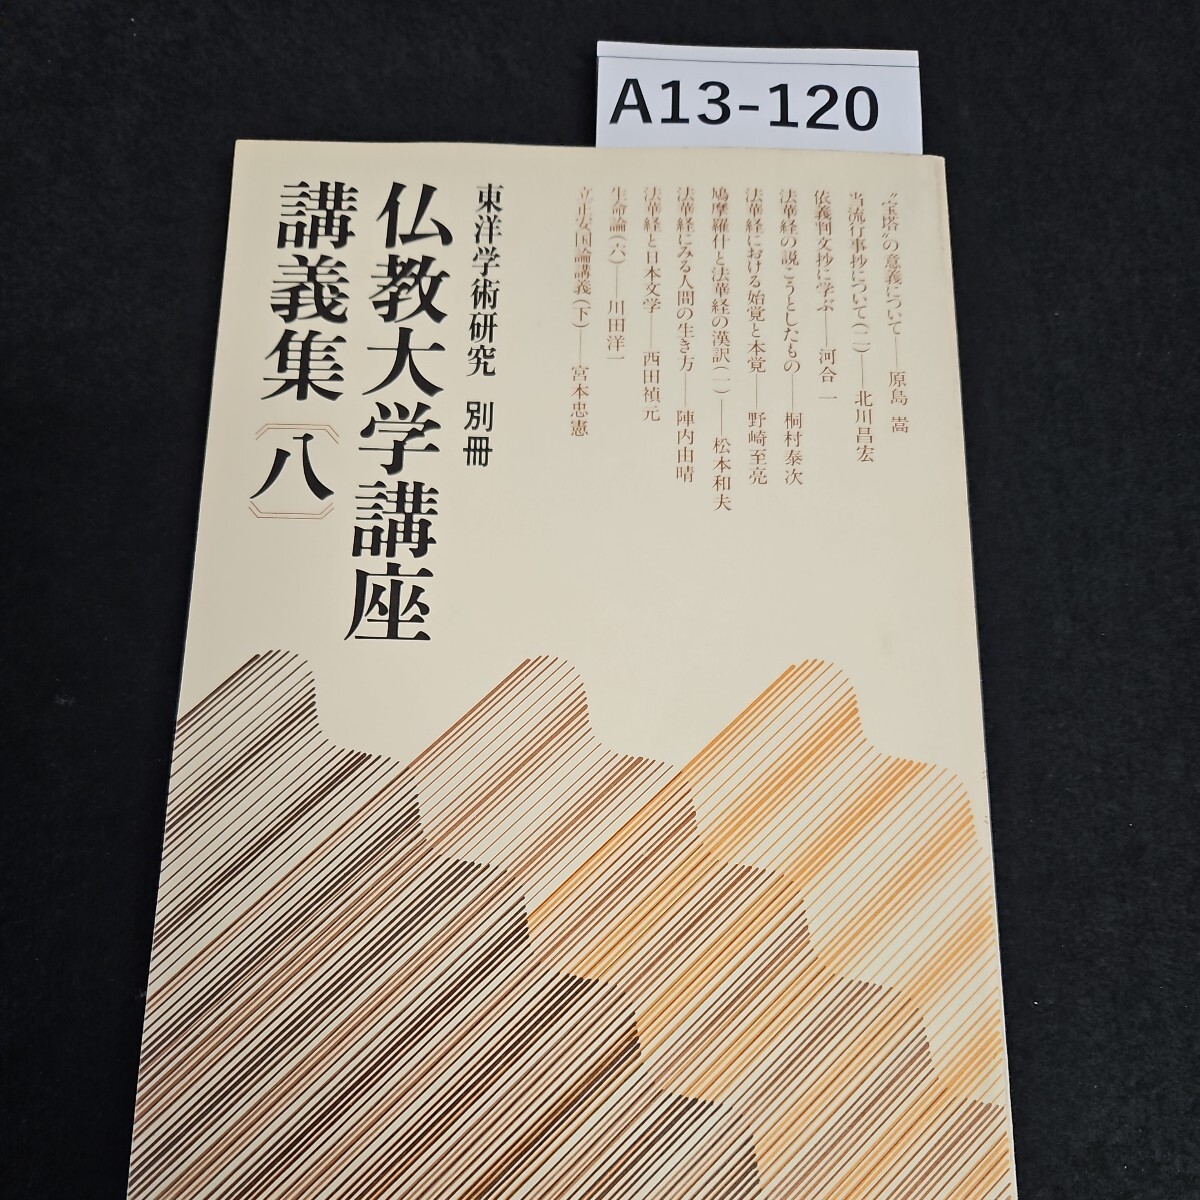 A13-120
"宝塔"の意義について――原島 嵩
当流行事抄について(二)――北川昌宏
依義判文抄に学ぶ――河合一
法華経の説こうとしたもの――桐村泰次
法華経における始覚と本覚――野崎至亮
鳩摩羅什と法華経の漢訳(一)――松本和夫
法華経にみる人間の生き方――陣内由晴
法華経と日本文学――西田禎元
生命論(六)――川田洋一
立正安国論講義(下)――宮本忠憲
東洋学術研究 別冊
仏教大学講座
講義集〔八〕